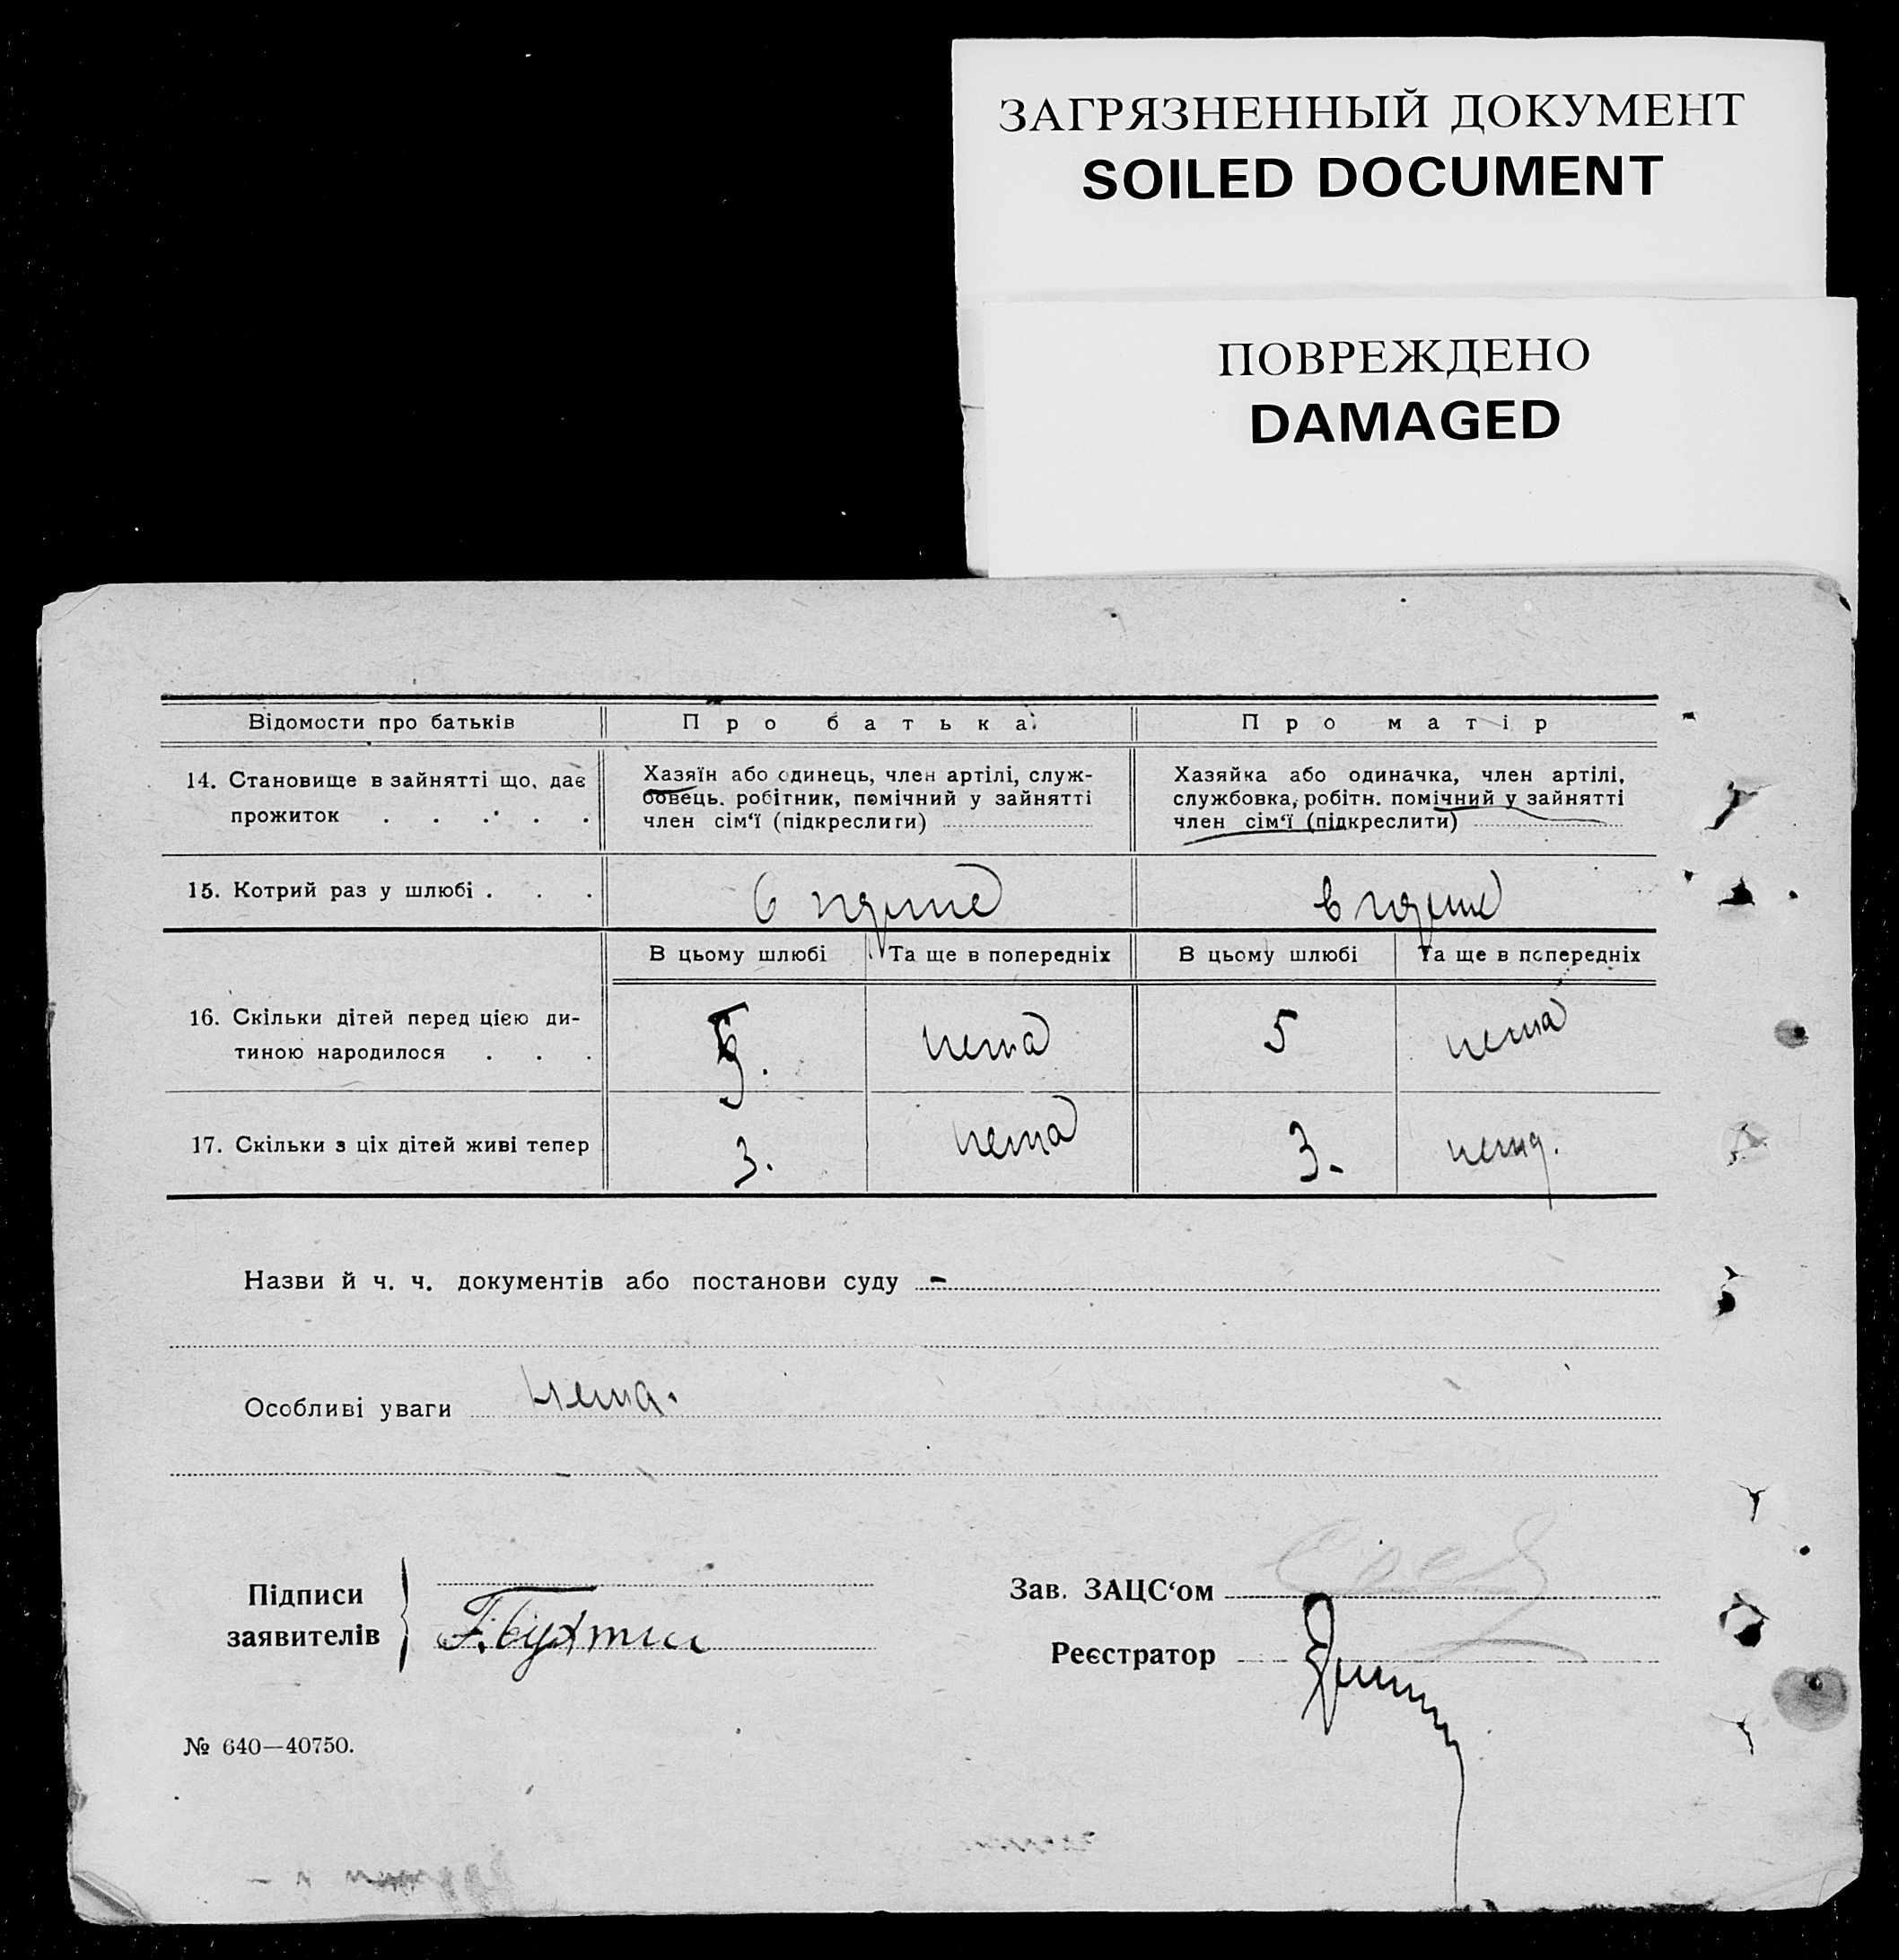 ЗАГРЯЗНЕННЫЙ ДОКУМЕНТ
SOILED DOCUMENT
ПОВРЕЖДЕНО
DAMAGED
Відомости про батьків
Про батька
Про матір
14. Становище в зайнятті що, дає
прожиток . . . . .
Хазяїн або одинець, член артілі, служ-
бовець. робітник, помічний у зайнятті
член сім‘ї (підкреслити)
Хазяйка або одиначка, член артілі,
службовка, робітн. помічний у зайнятті
член сім‘ї (підкреслити)
15. Котрий раз у шлюбі . . .
В цьому шлюбі
Та ще в попередніх
В цьому шлюбі
Та ще в попередніх
16. Скільки дітей перед цією ди-
тиною народилося . . .
5. нема 5 нема
17. Скільки з ціх дітей живі тепер
3. нема 3. нема.
Назви й ч. ч. документів або постанови суду –
Особливі уваги нема.
Підписи
заявителів
Зав. ЗАЦС‘ом
Реєстратор
№ 640—40750.